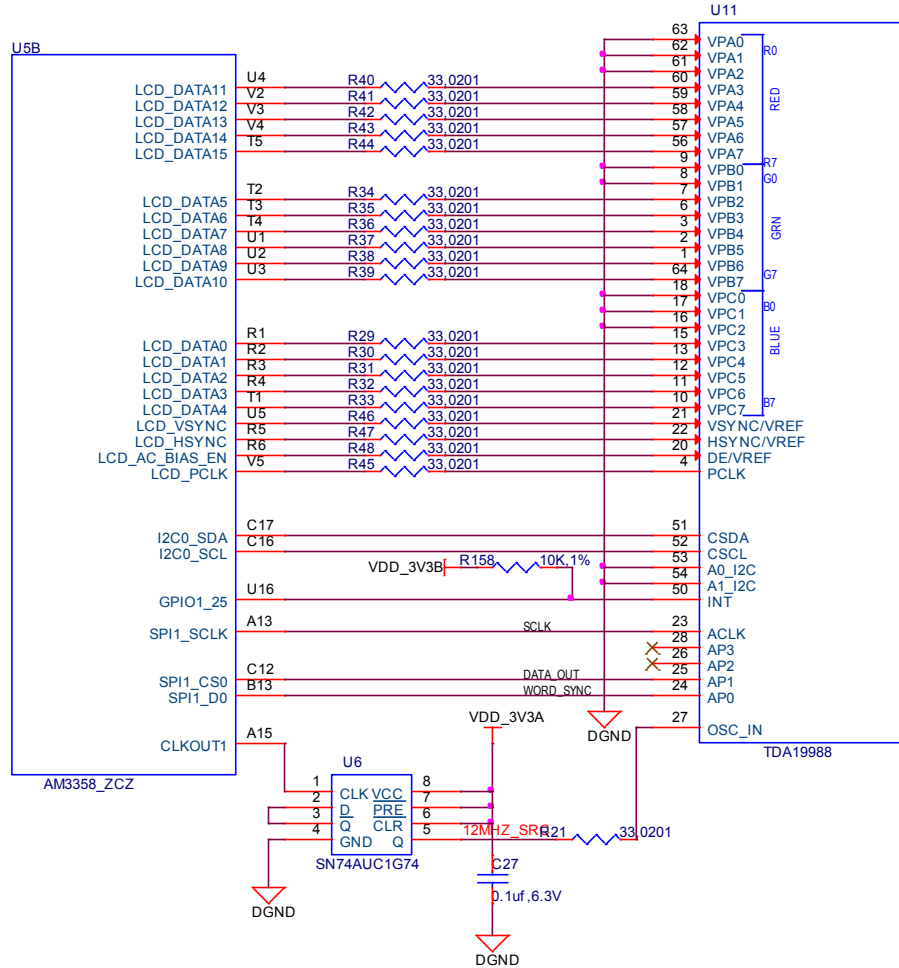 U11
U5B
63 VPA0 R0
62 VPA1
61 VPA2
LCD_DATA11 U4 R40 33,0201 60 VPA3
LCD_DATA12 V2 R41 33,0201 59 VPA4
LCD_DATA13 V3 R42 33,0201 58 VPA5
LCD_DATA14 V4 R43 33,0201 57 VPA6
LCD_DATA15 T5 R44 33,0201 56 VPA7
RED
9 VPB0 R7
8 VPB1 G0
LCD_DATA5 T2 R34 33,0201 7 VPB2
LCD_DATA6 T3 R35 33,0201 6 VPB3
LCD_DATA7 T4 R36 33,0201 3 VPB4
LCD_DATA8 U1 R37 33,0201 2 VPB5
LCD_DATA9 U2 R38 33,0201 1 VPB6
LCD_DATA10 U3 R39 33,0201 64 VPB7 G7
GRN
18 VPC0 B0
17 VPC1
16 VPC2
LCD_DATA0 R1 R29 33,0201 15 VPC3
LCD_DATA1 R2 R30 33,0201 13 VPC4
LCD_DATA2 R3 R31 33,0201 12 VPC5
LCD_DATA3 R4 R32 33,0201 11 VPC6
LCD_DATA4 T1 R33 33,0201 10 VPC7 B7
BLUE
LCD_VSYNC U5 R46 33,0201 21 VSYNC/VREF
LCD_HSYNC R5 R47 33,0201 22 HSYNC/VREF
LCD_AC_BIAS_EN R6 R48 33,0201 20 DE/VREF
LCD_PCLK V5 R45 33,0201 4 PCLK
I2C0_SDA C17 51 CSDA
I2C0_SCL C16 52 CSCL
VDD_3V3B R158 10K,1% 53 A0_I2C
54 A1_I2C
GPIO1_25 U16 50 INT
SPI1_SCLK A13 SCLK 23 ACLK
28 AP3
26 AP2
SPI1_CS0 C12 DATA_OUT 25 AP1
SPI1_D0 B13 WORD_SYNC 24 AP0
VDD_3V3A DGND 27 OSC_IN
CLKOUT1 A15
TDA19988
AM3358_ZCZ
U6
1 CLK VCC 8
2 D PRE 7
3 Q CLR 6
4 GND Q 5 12MHZ_SRC R21 33,0201
SN74AUC1G74
C27
0.1uf,6.3V
DGND
DGND